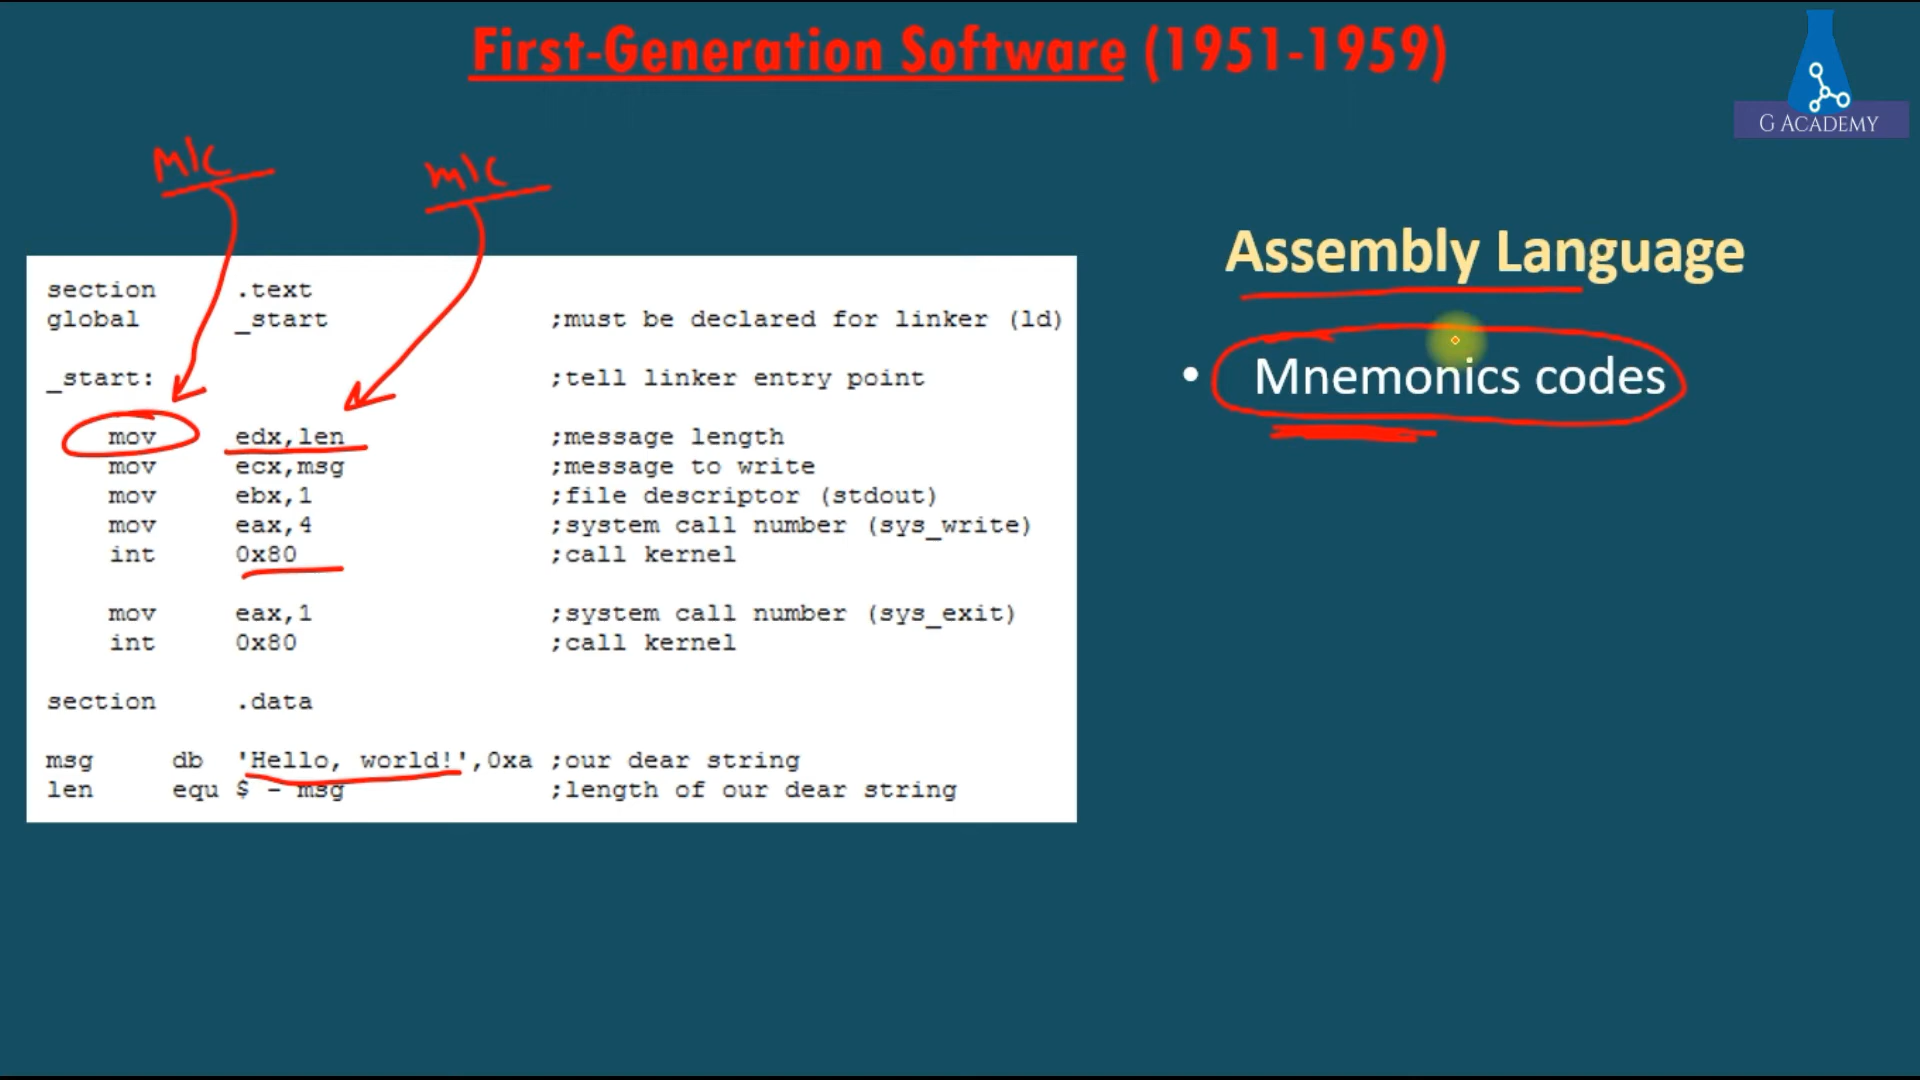 First-Generation Software (1951-1959)
G ACADEMY
M/C
m/c
section .text
global _start ;must be declared for linker (ld)
_start: ;tell linker entry point
mov edx,len ;message length
mov ecx,msg ;message to write
mov ebx,1 ;file descriptor (stdout)
mov eax,4 ;system call number (sys_write)
int 0x80 ;call kernel
mov eax,1 ;system call number (sys_exit)
int 0x80 ;call kernel
section .data
msg db 'Hello, world!',0xa ;our dear string
len equ $ - msg ;length of our dear string
Assembly Language
• Mnemonics codes